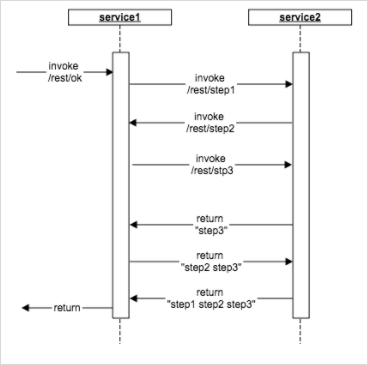 service1
service2
invoke
/rest/ok
invoke
/rest/step1
invoke
/rest/step2
invoke
/rest/stp3
return
"step3"
return
"step2 step3"
return
return
"step1 step2 step3"